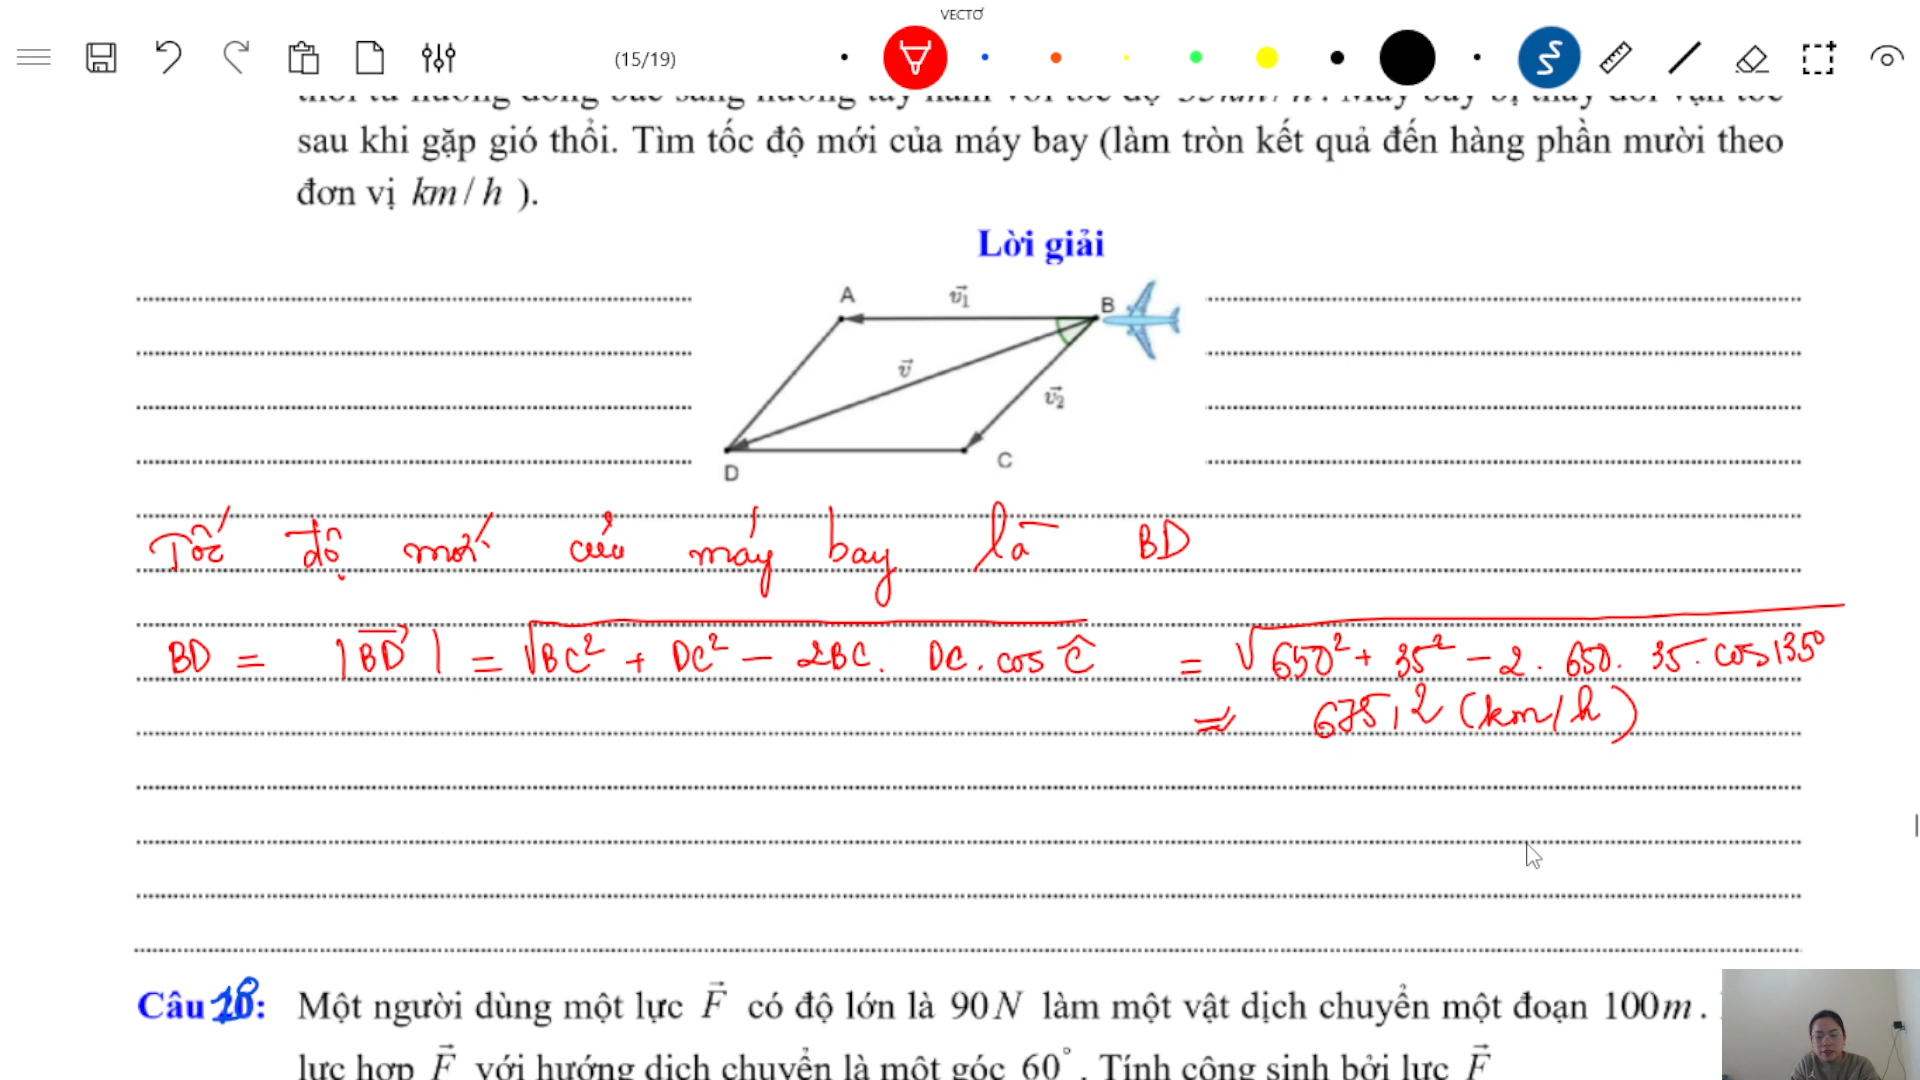 VECTƠ
(15/19)
sau khi gặp gió thổi. Tìm tốc độ mới của máy bay (làm tròn kết quả đến hàng phần mười theo
đơn vị km/h ).
Lời giải
A v₁ B
v v₂
D C
Tốc độ mới của máy bay là BD
BD = |BD| = √BC² + DC² - 2BC. DC. cos Ĉ = √650² + 35² - 2. 650. 35. cos135°
≈ 675,2 (km/h)
Câu 18: Một người dùng một lực F⃗ có độ lớn là 90N làm một vật dịch chuyển một đoạn 100m.
lực hợp F⃗ với hướng dịch chuyển là một góc 60°. Tính công sinh bởi lực F⃗